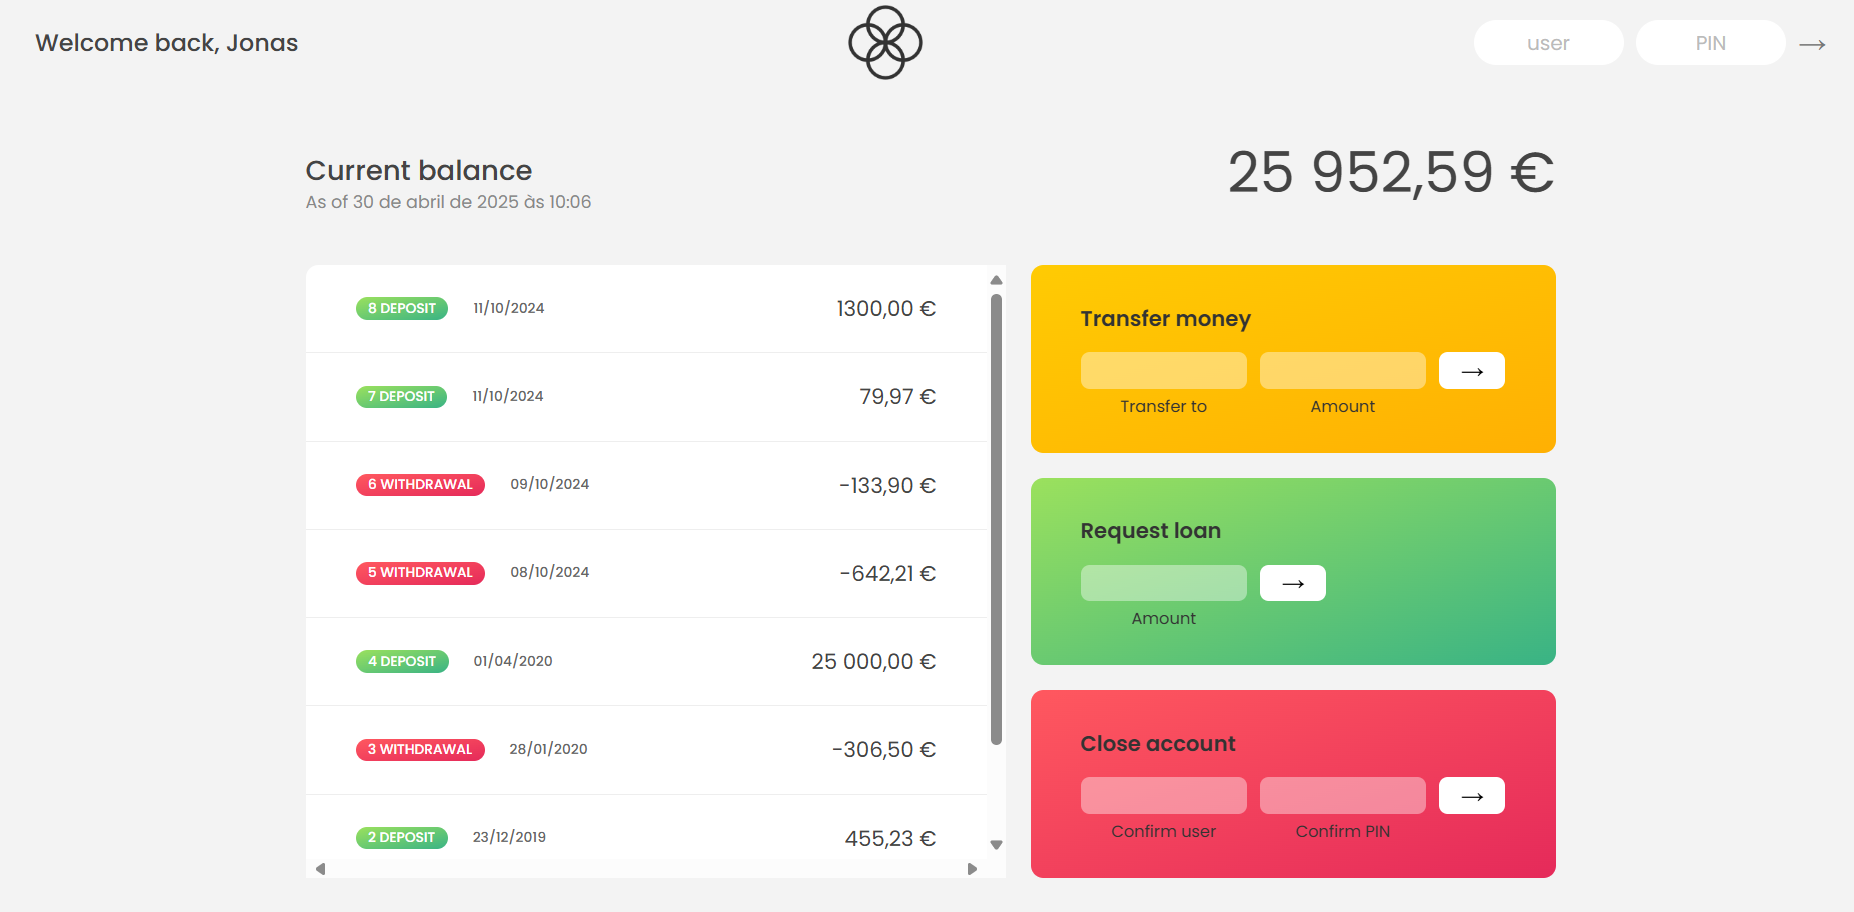 Welcome back, Jonas
user
PIN
→
Current balance
As of 30 de abril de 2025 às 10:06
25 952,59 €
8 DEPOSIT 11/10/2024 1300,00 €
7 DEPOSIT 11/10/2024 79,97 €
6 WITHDRAWAL 09/10/2024 -133,90 €
5 WITHDRAWAL 08/10/2024 -642,21 €
4 DEPOSIT 01/04/2020 25 000,00 €
3 WITHDRAWAL 28/01/2020 -306,50 €
2 DEPOSIT 23/12/2019 455,23 €
Transfer money
→
Transfer to Amount
Request loan
→
Amount
Close account
→
Confirm user Confirm PIN